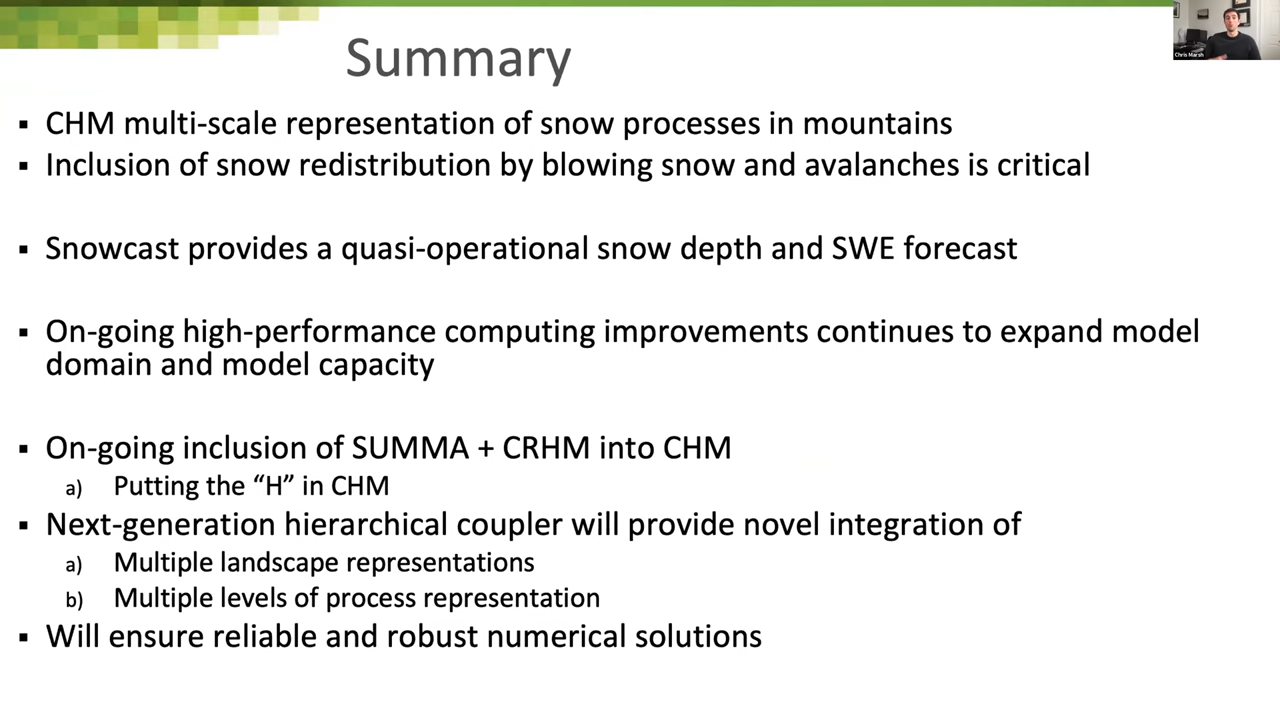 Summary
Chris Marsh
▪ CHM multi-scale representation of snow processes in mountains
▪ Inclusion of snow redistribution by blowing snow and avalanches is critical
▪ Snowcast provides a quasi-operational snow depth and SWE forecast
▪ On-going high-performance computing improvements continues to expand model
domain and model capacity
▪ On-going inclusion of SUMMA + CRHM into CHM
a) Putting the “H” in CHM
▪ Next-generation hierarchical coupler will provide novel integration of
a) Multiple landscape representations
b) Multiple levels of process representation
▪ Will ensure reliable and robust numerical solutions